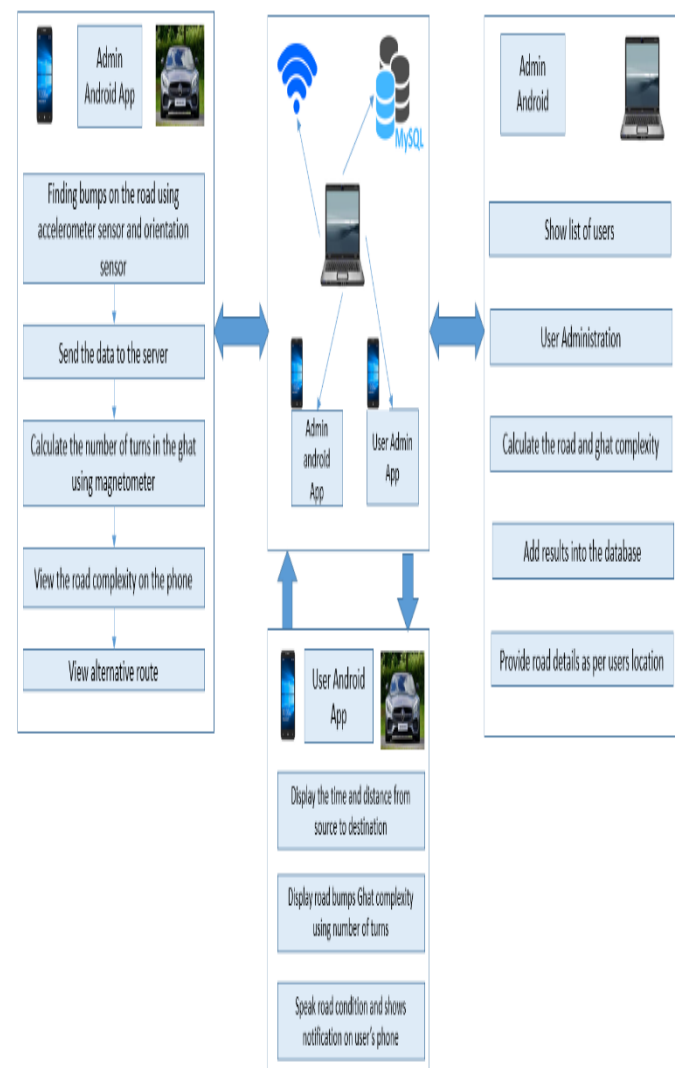 Admin
Android App
Finding bumps on the road using
accelerometer sensor and orientation
sensor
Send the data to the server
Calculate the number of turns in the ghat
using magnetometer
View the road complexity on the phone
View alternative route
MySQL
Admin
android
App
User Admin
App
Admin
Android
Show list of users
User Administration
Calculate the road and ghat complexity
Add results into the database
Provide road details as per users location
User Android
App
Display the time and distance from
source to destination
Display road bumps Ghat complexity
using number of turns
Speak road condition and shows
notification on user's phone